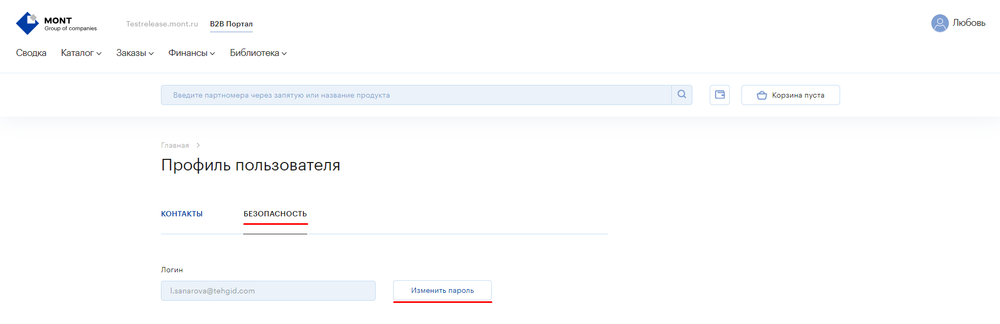 MONT
Group of companies
Testrelease.mont.ru
B2B Портал
Любовь
Сводка
Каталог
Заказы
Финансы
Библиотека
Введите партномера через запятую или название продукта
Корзина пуста
Главная
Профиль пользователя
КОНТАКТЫ
БЕЗОПАСНОСТЬ
Логин
l.sanarova@tehgid.com
Изменить пароль